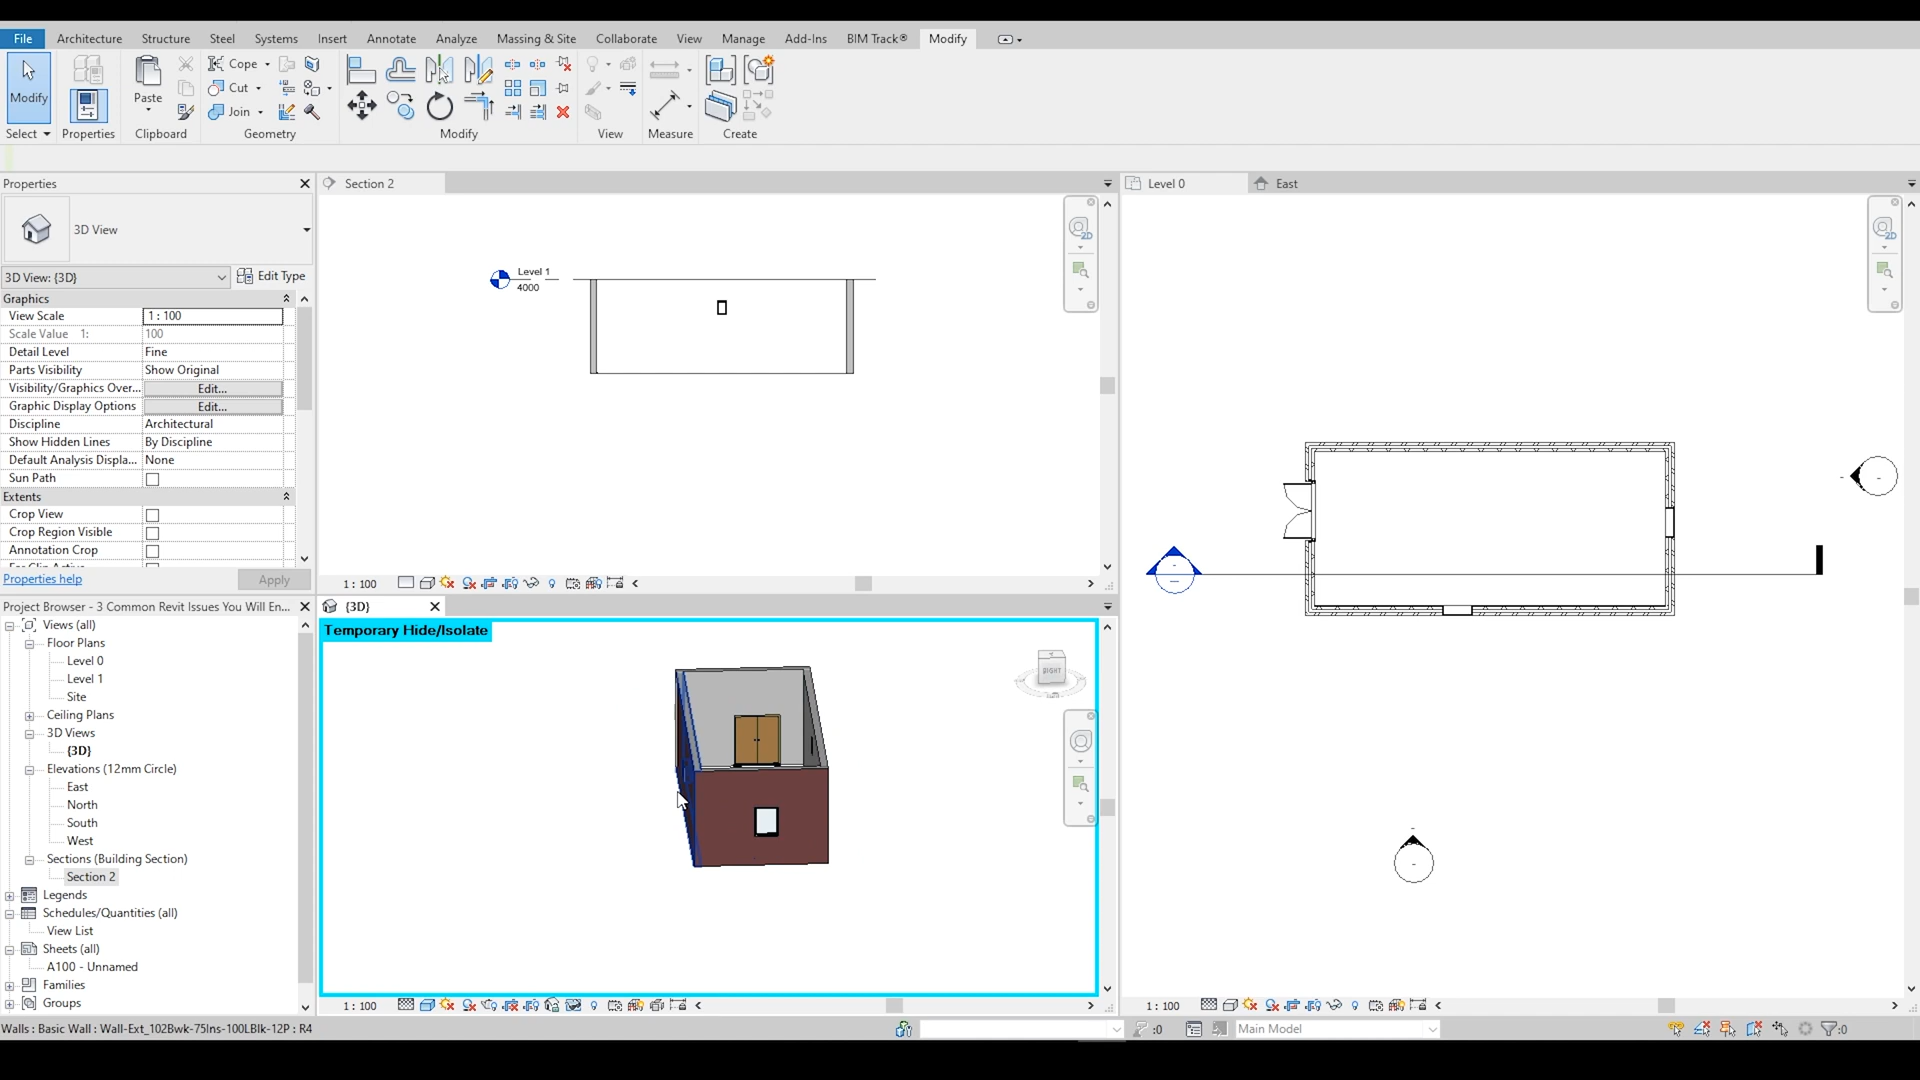 File Architecture Structure Steel Systems Insert Annotate Analyze Massing & Site Collaborate View Manage Add-Ins BIM Track® Modify
Modify Paste Cope
Cut
Join
Select Properties Clipboard Geometry Modify View Measure Create
Properties
3D View
3D View: {3D} Edit Type
Graphics
View Scale 1 : 100
Scale Value 1: 100
Detail Level Fine
Parts Visibility Show Original
Visibility/Graphics Over... Edit...
Graphic Display Options Edit...
Discipline Architectural
Show Hidden Lines By Discipline
Default Analysis Displa... None
Sun Path
Extents
Crop View
Crop Region Visible
Annotation Crop
Properties help Apply
Project Browser - 3 Common Revit Issues You Will En...
Views (all)
Floor Plans
Level 0
Level 1
Site
Ceiling Plans
3D Views
{3D}
Elevations (12mm Circle)
East
North
South
West
Sections (Building Section)
Section 2
Legends
Schedules/Quantities (all)
View List
Sheets (all)
A100 - Unnamed
Families
Groups
Section 2
2D
Level 1
4000
1 : 100
{3D}
Temporary Hide/Isolate
RIGHT
1 : 100
Level 0 East
2D
1 : 100
Walls : Basic Wall : Wall-Ext_102Bwk-75Ins-100LBlk-12P : R4
:0 Main Model :0